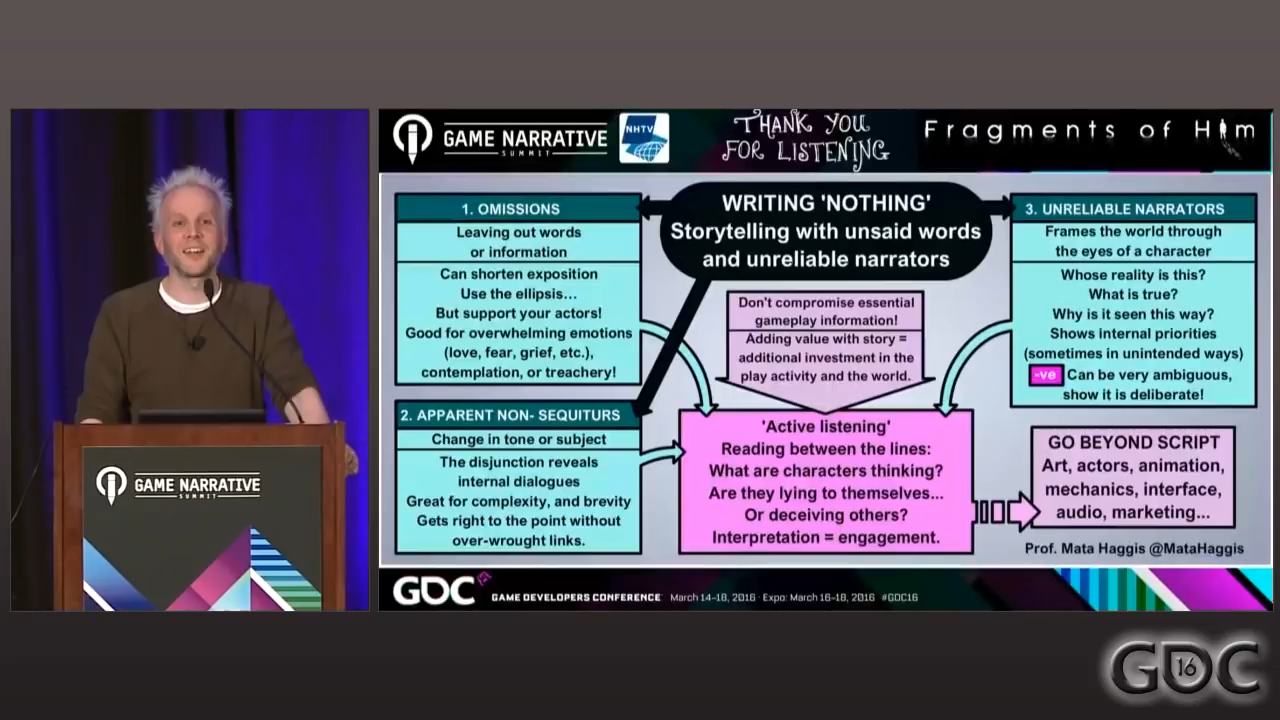 GAME NARRATIVE
SUMMIT
NHTV
THANK YOU
FOR LISTENING
Fragments of Him
WRITING 'NOTHING'
Storytelling with unsaid words
and unreliable narrators
1. OMISSIONS
Leaving out words
or information
Can shorten exposition
Use the ellipsis...
But support your actors!
Good for overwhelming emotions
(love, fear, grief, etc.),
contemplation, or treachery!
2. APPARENT NON- SEQUITURS
Change in tone or subject
The disjunction reveals
internal dialogues
Great for complexity, and brevity
Gets right to the point without
over-wrought links.
Don't compromise essential
gameplay information!
Adding value with story =
additional investment in the
play activity and the world.
'Active listening'
Reading between the lines:
What are characters thinking?
Are they lying to themselves...
Or deceiving others?
Interpretation = engagement.
3. UNRELIABLE NARRATORS
Frames the world through
the eyes of a character
Whose reality is this?
What is true?
Why is it seen this way?
Shows internal priorities
(sometimes in unintended ways)
-ve Can be very ambiguous,
show it is deliberate!
GO BEYOND SCRIPT
Art, actors, animation,
mechanics, interface,
audio, marketing...
Prof. Mata Haggis @MataHaggis
GAME NARRATIVE
SUMMIT
GDC GAME DEVELOPERS CONFERENCE March 14-18, 2016 · Expo: March 16-18, 2016 #GDC16
GDC 16